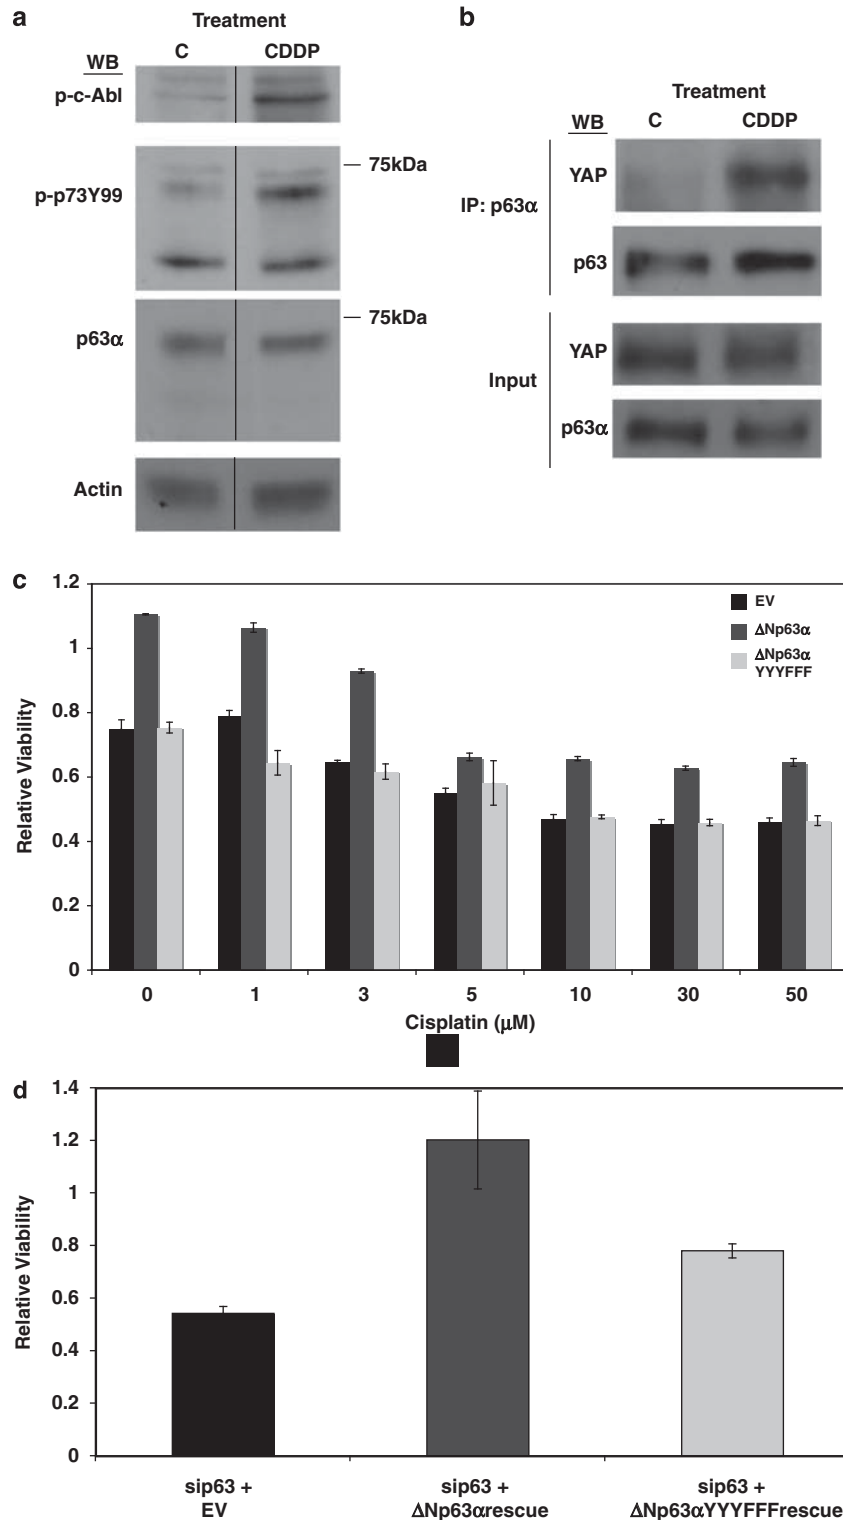 a
Treatment
C CDDP
WB
p-c-Abl
p-p73Y99
75kDa
p63α
75kDa
Actin
b
Treatment
WB C CDDP
IP: p63α
YAP
p63
Input
YAP
p63α
c
Relative Viability
1.2
1
0.8
0.6
0.4
0.2
0
EV
ΔNp63α
ΔNp63α
YYYFFF
0 1 3 5 10 30 50
Cisplatin (μM)
d
Relative Viability
1.4
1.2
1
0.8
0.6
0.4
0.2
0
sip63 +
EV
sip63 +
ΔNp63αrescue
sip63 +
ΔNp63αYYYFFFrescue